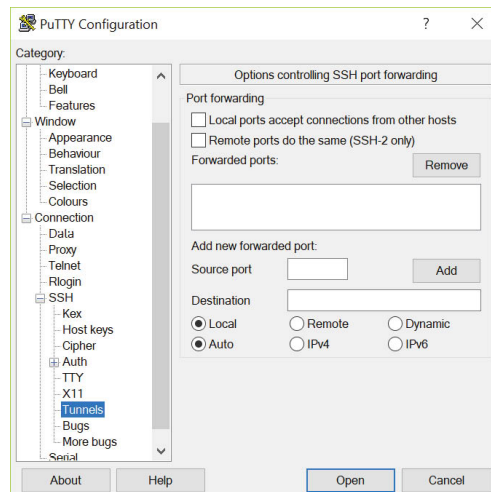 PuTTY Configuration
?
Category:
Keyboard
Bell
Features
Window
Appearance
Behaviour
Translation
Selection
Colours
Connection
Data
Proxy
Telnet
Rlogin
SSH
Kex
Host keys
Cipher
Auth
TTY
X11
Tunnels
Bugs
More bugs
Serial
Options controlling SSH port forwarding
Port forwarding
Local ports accept connections from other hosts
Remote ports do the same (SSH-2 only)
Forwarded ports:
Remove
Add new forwarded port:
Source port
Add
Destination
Local Remote Dynamic
Auto IPv4 IPv6
About Help Open Cancel